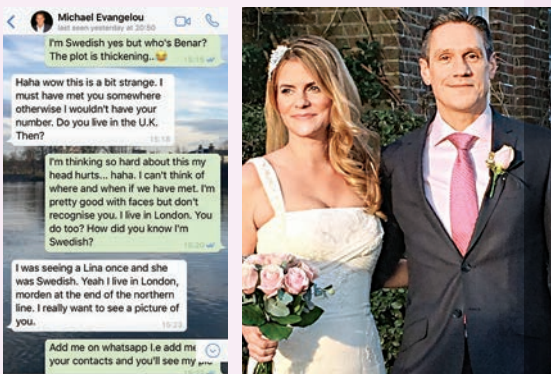 Michael Evangelou
last seen yesterday at 20:50
I'm Swedish yes but who's Benar?
The plot is thickening..😂
15:15
Haha wow this is a bit strange. I
must have met you somewhere
otherwise I wouldn't have your
number. Do you live in the U.K.
Then?
15:18
I'm thinking so hard about this my
head hurts... haha. I can't think of
where and when if we have met. I'm
pretty good with faces but don't
recognise you. I live in London. You
do too? How did you know I'm
Swedish?
15:20
I was seeing a Lina once and she
was Swedish. Yeah I live in London,
morden at the end of the northern
line. I really want to see a picture of
you.
15:23
Add me on whatsapp I.e add me
your contacts and you'll see my